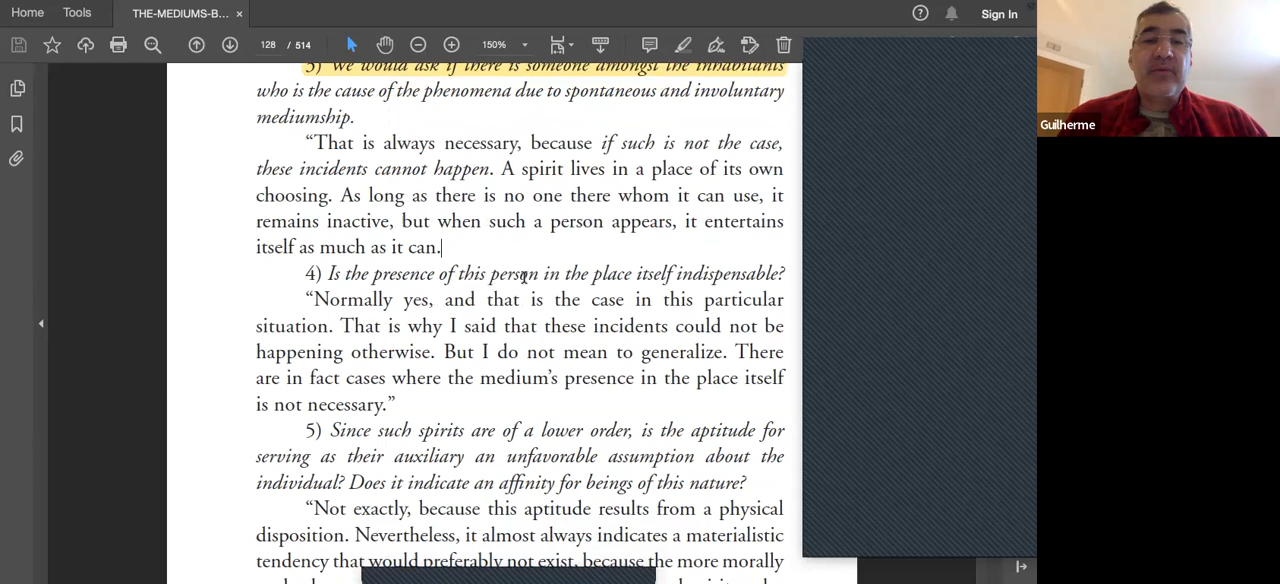 Home Tools THE-MEDIUMS-B... × Sign In
128 / 514 150%
3) We would ask if there is someone amongst the inhabitants
who is the cause of the phenomena due to spontaneous and involuntary
mediumship.
“That is always necessary, because if such is not the case,
these incidents cannot happen. A spirit lives in a place of its own
choosing. As long as there is no one there whom it can use, it
remains inactive, but when such a person appears, it entertains
itself as much as it can.
4) Is the presence of this person in the place itself indispensable?
“Normally yes, and that is the case in this particular
situation. That is why I said that these incidents could not be
happening otherwise. But I do not mean to generalize. There
are in fact cases where the medium’s presence in the place itself
is not necessary.”
5) Since such spirits are of a lower order, is the aptitude for
serving as their auxiliary an unfavorable assumption about the
individual? Does it indicate an affinity for beings of this nature?
“Not exactly, because this aptitude results from a physical
disposition. Nevertheless, it almost always indicates a materialistic
tendency that would preferably not exist, because the more morally
Guilherme